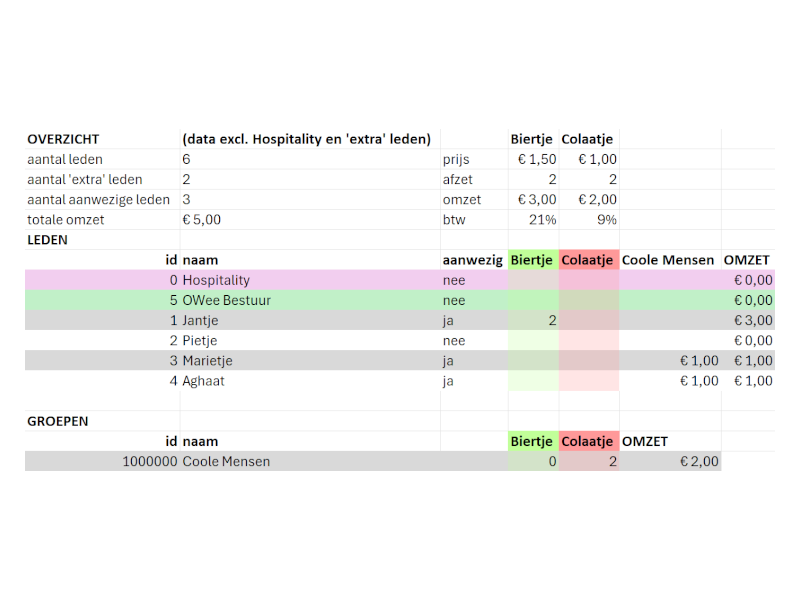 OVERZICHT (data excl. Hospitality en 'extra' leden) Biertje Colaatje
aantal leden 6 prijs € 1,50 € 1,00
aantal 'extra' leden 2 afzet 2 2
aantal aanwezige leden 3 omzet € 3,00 € 2,00
totale omzet € 5,00 btw 21% 9%
LEDEN
id naam aanwezig Biertje Colaatje Coole Mensen OMZET
0 Hospitality nee € 0,00
5 OWee Bestuur nee € 0,00
1 Jantje ja 2 € 3,00
2 Pietje nee € 0,00
3 Marietje ja € 1,00 € 1,00
4 Aghaat ja € 1,00 € 1,00
GROEPEN
id naam Biertje Colaatje OMZET
1000000 Coole Mensen 0 2 € 2,00